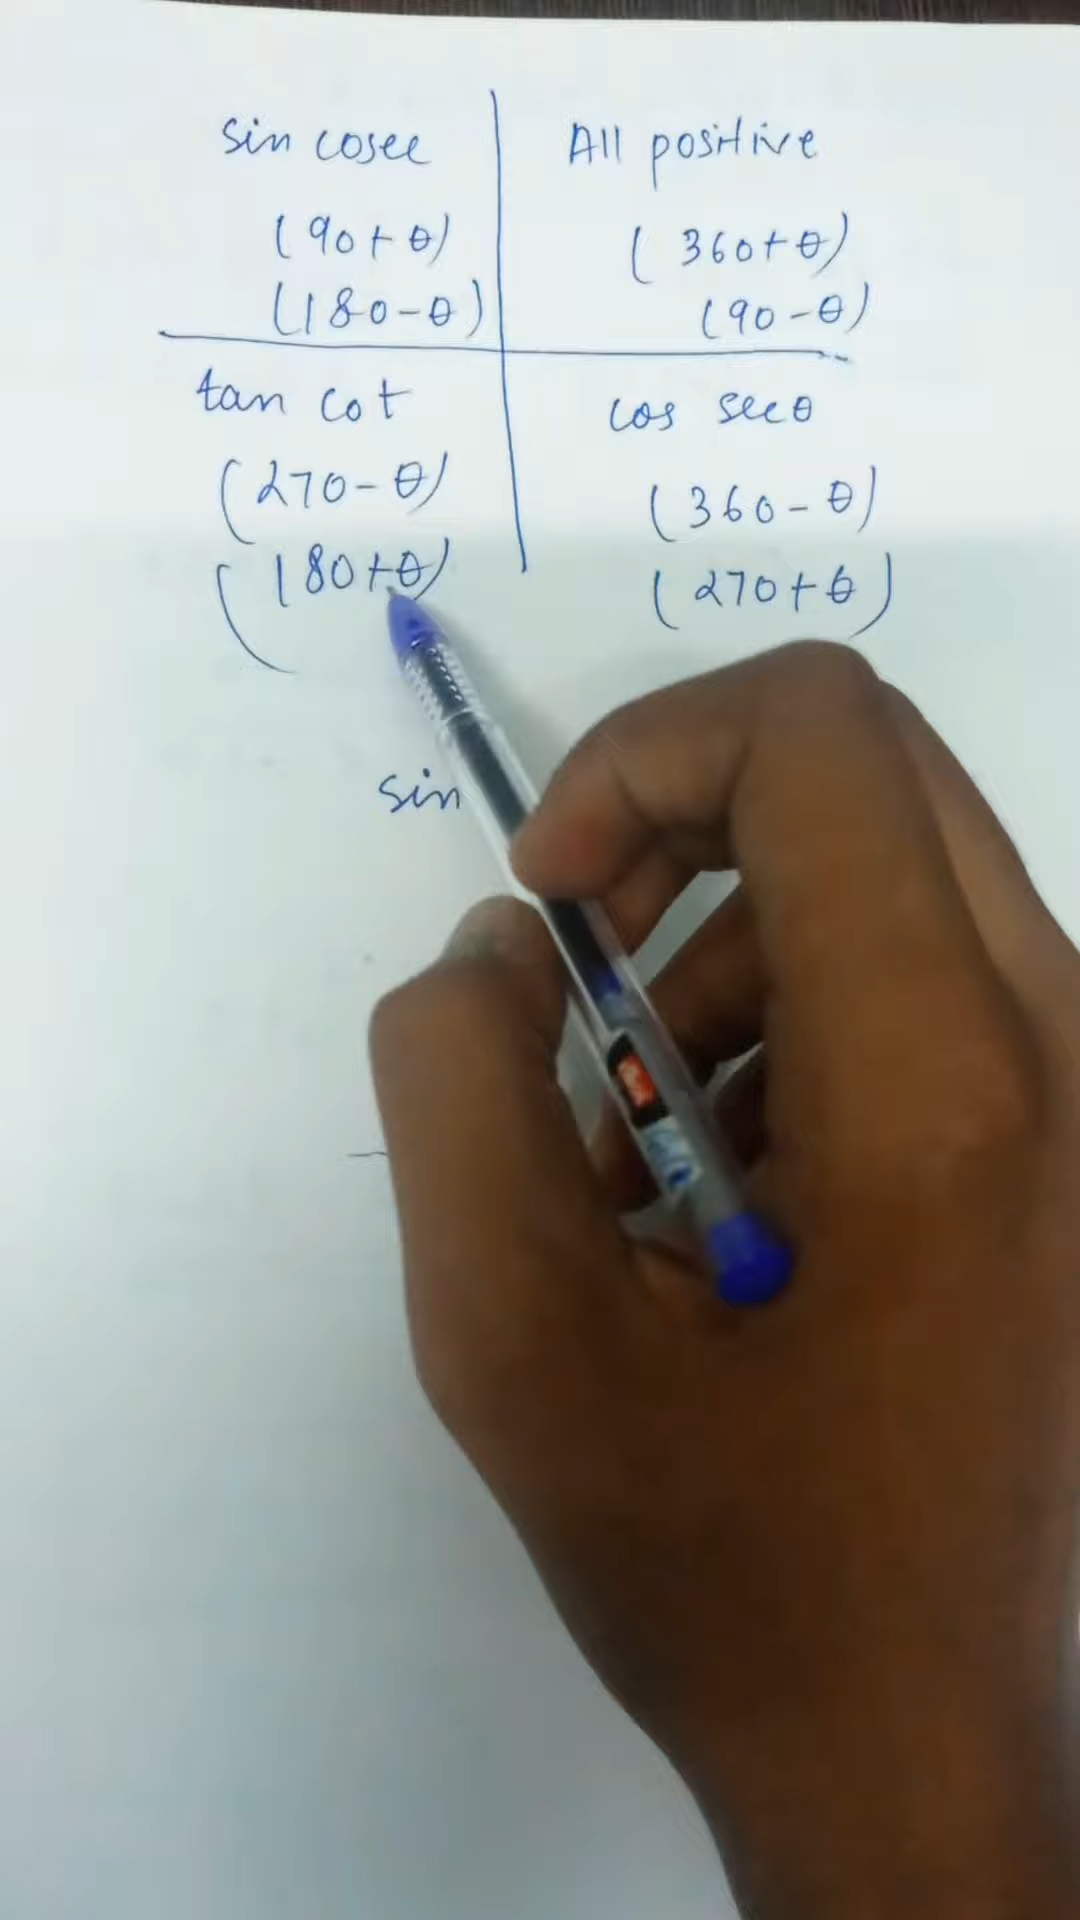 sin cosec
(90+θ)
(180-θ)
All positive
(360+θ)
(90-θ)
tan cot
(270-θ)
(180+θ)
cos secθ
(360-θ)
(270+θ)
sin